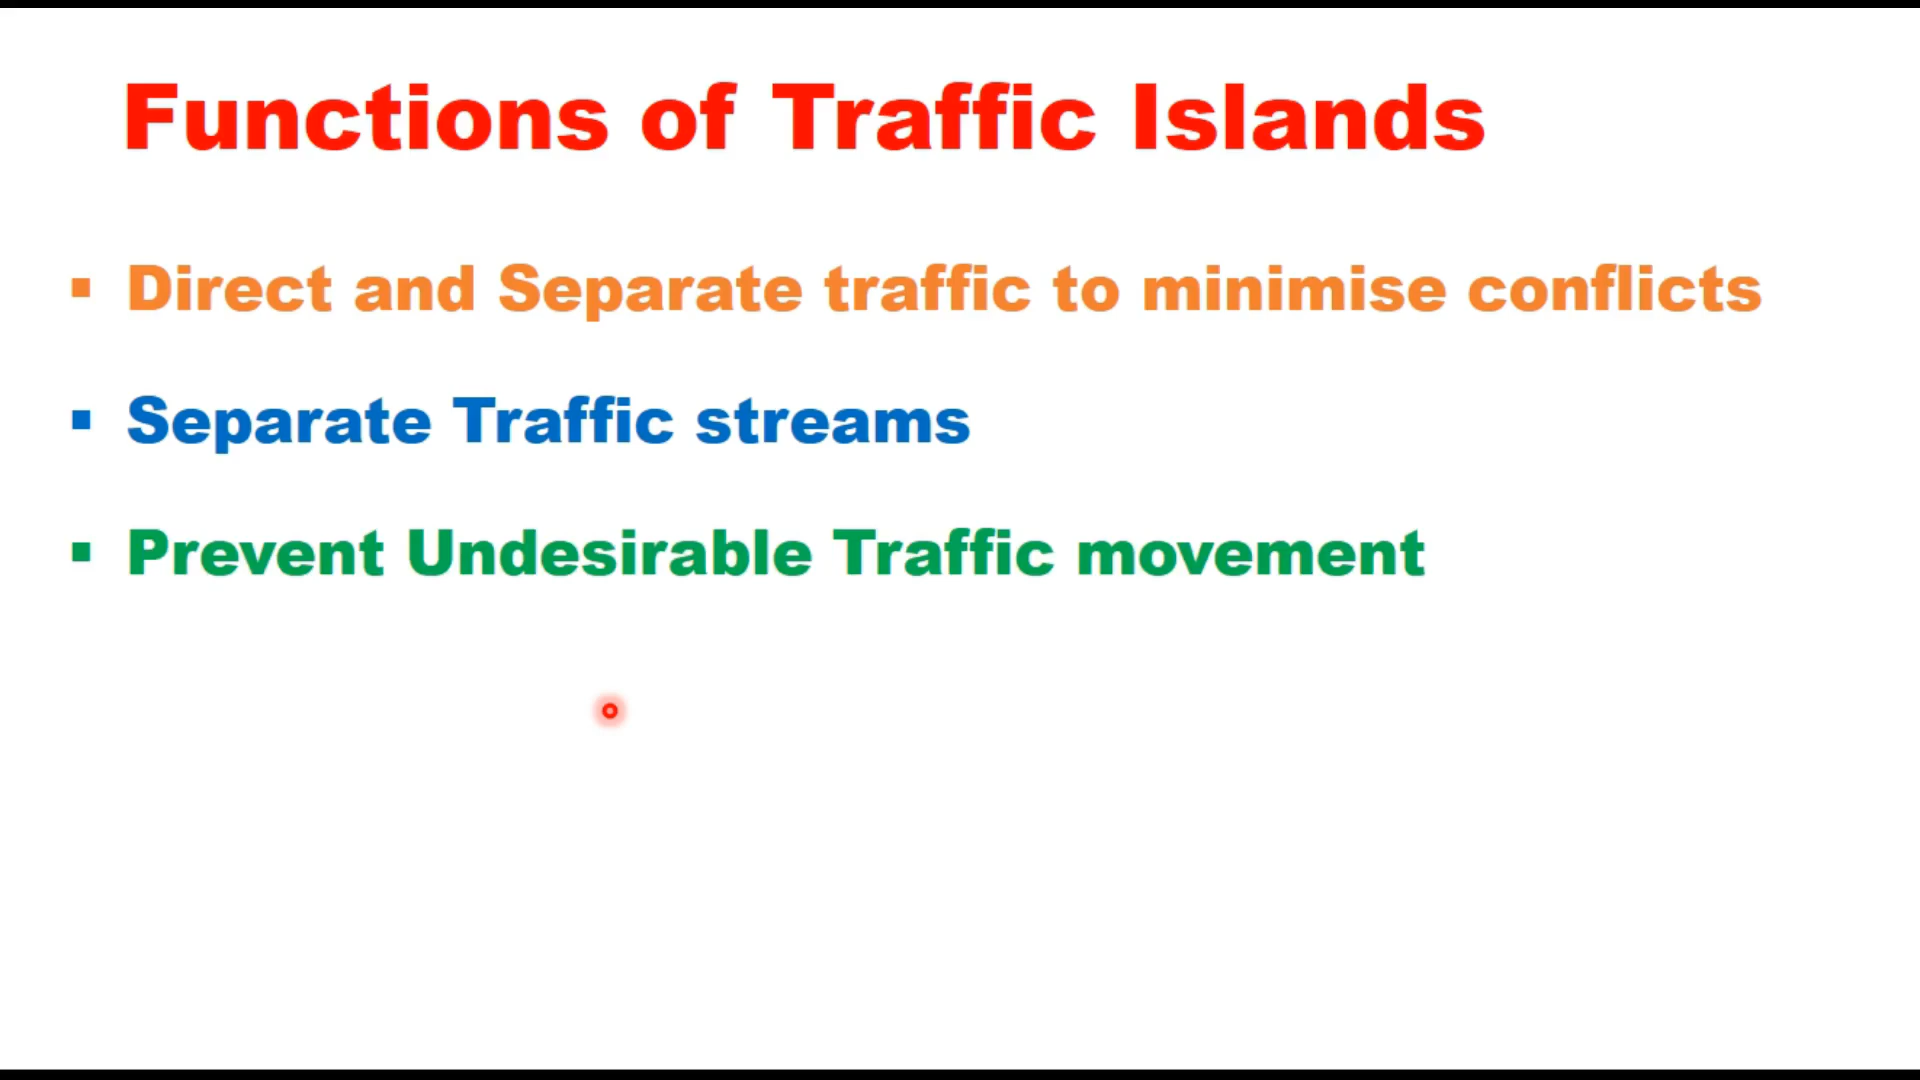 Functions of Traffic Islands
▪ Direct and Separate traffic to minimise conflicts
▪ Separate Traffic streams
▪ Prevent Undesirable Traffic movement